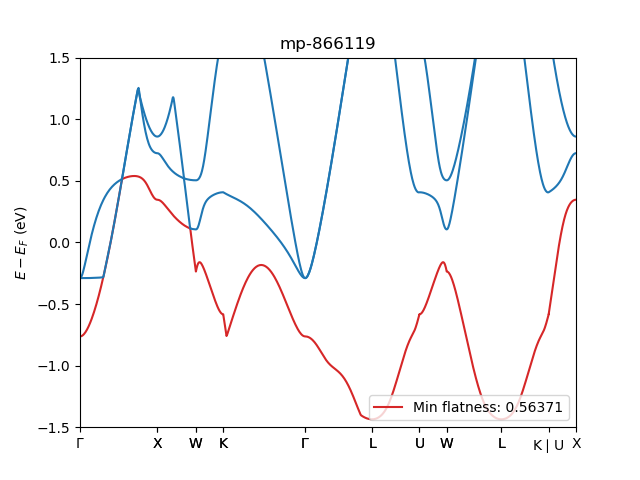 mp-866119
E − E_F (eV)
1.5
1.0
0.5
0.0
−0.5
−1.0
−1.5
Min flatness: 0.56371
Γ X W K Γ L U W L K | U X